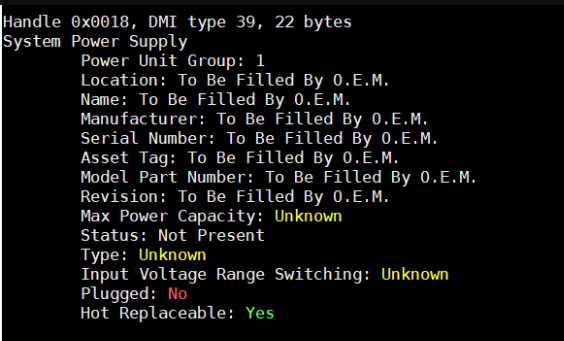 Handle 0x0018, DMI type 39, 22 bytes
System Power Supply
Power Unit Group: 1
Location: To Be Filled By O.E.M.
Name: To Be Filled By O.E.M.
Manufacturer: To Be Filled By O.E.M.
Serial Number: To Be Filled By O.E.M.
Asset Tag: To Be Filled By O.E.M.
Model Part Number: To Be Filled By O.E.M.
Revision: To Be Filled By O.E.M.
Max Power Capacity: Unknown
Status: Not Present
Type: Unknown
Input Voltage Range Switching: Unknown
Plugged: No
Hot Replaceable: Yes